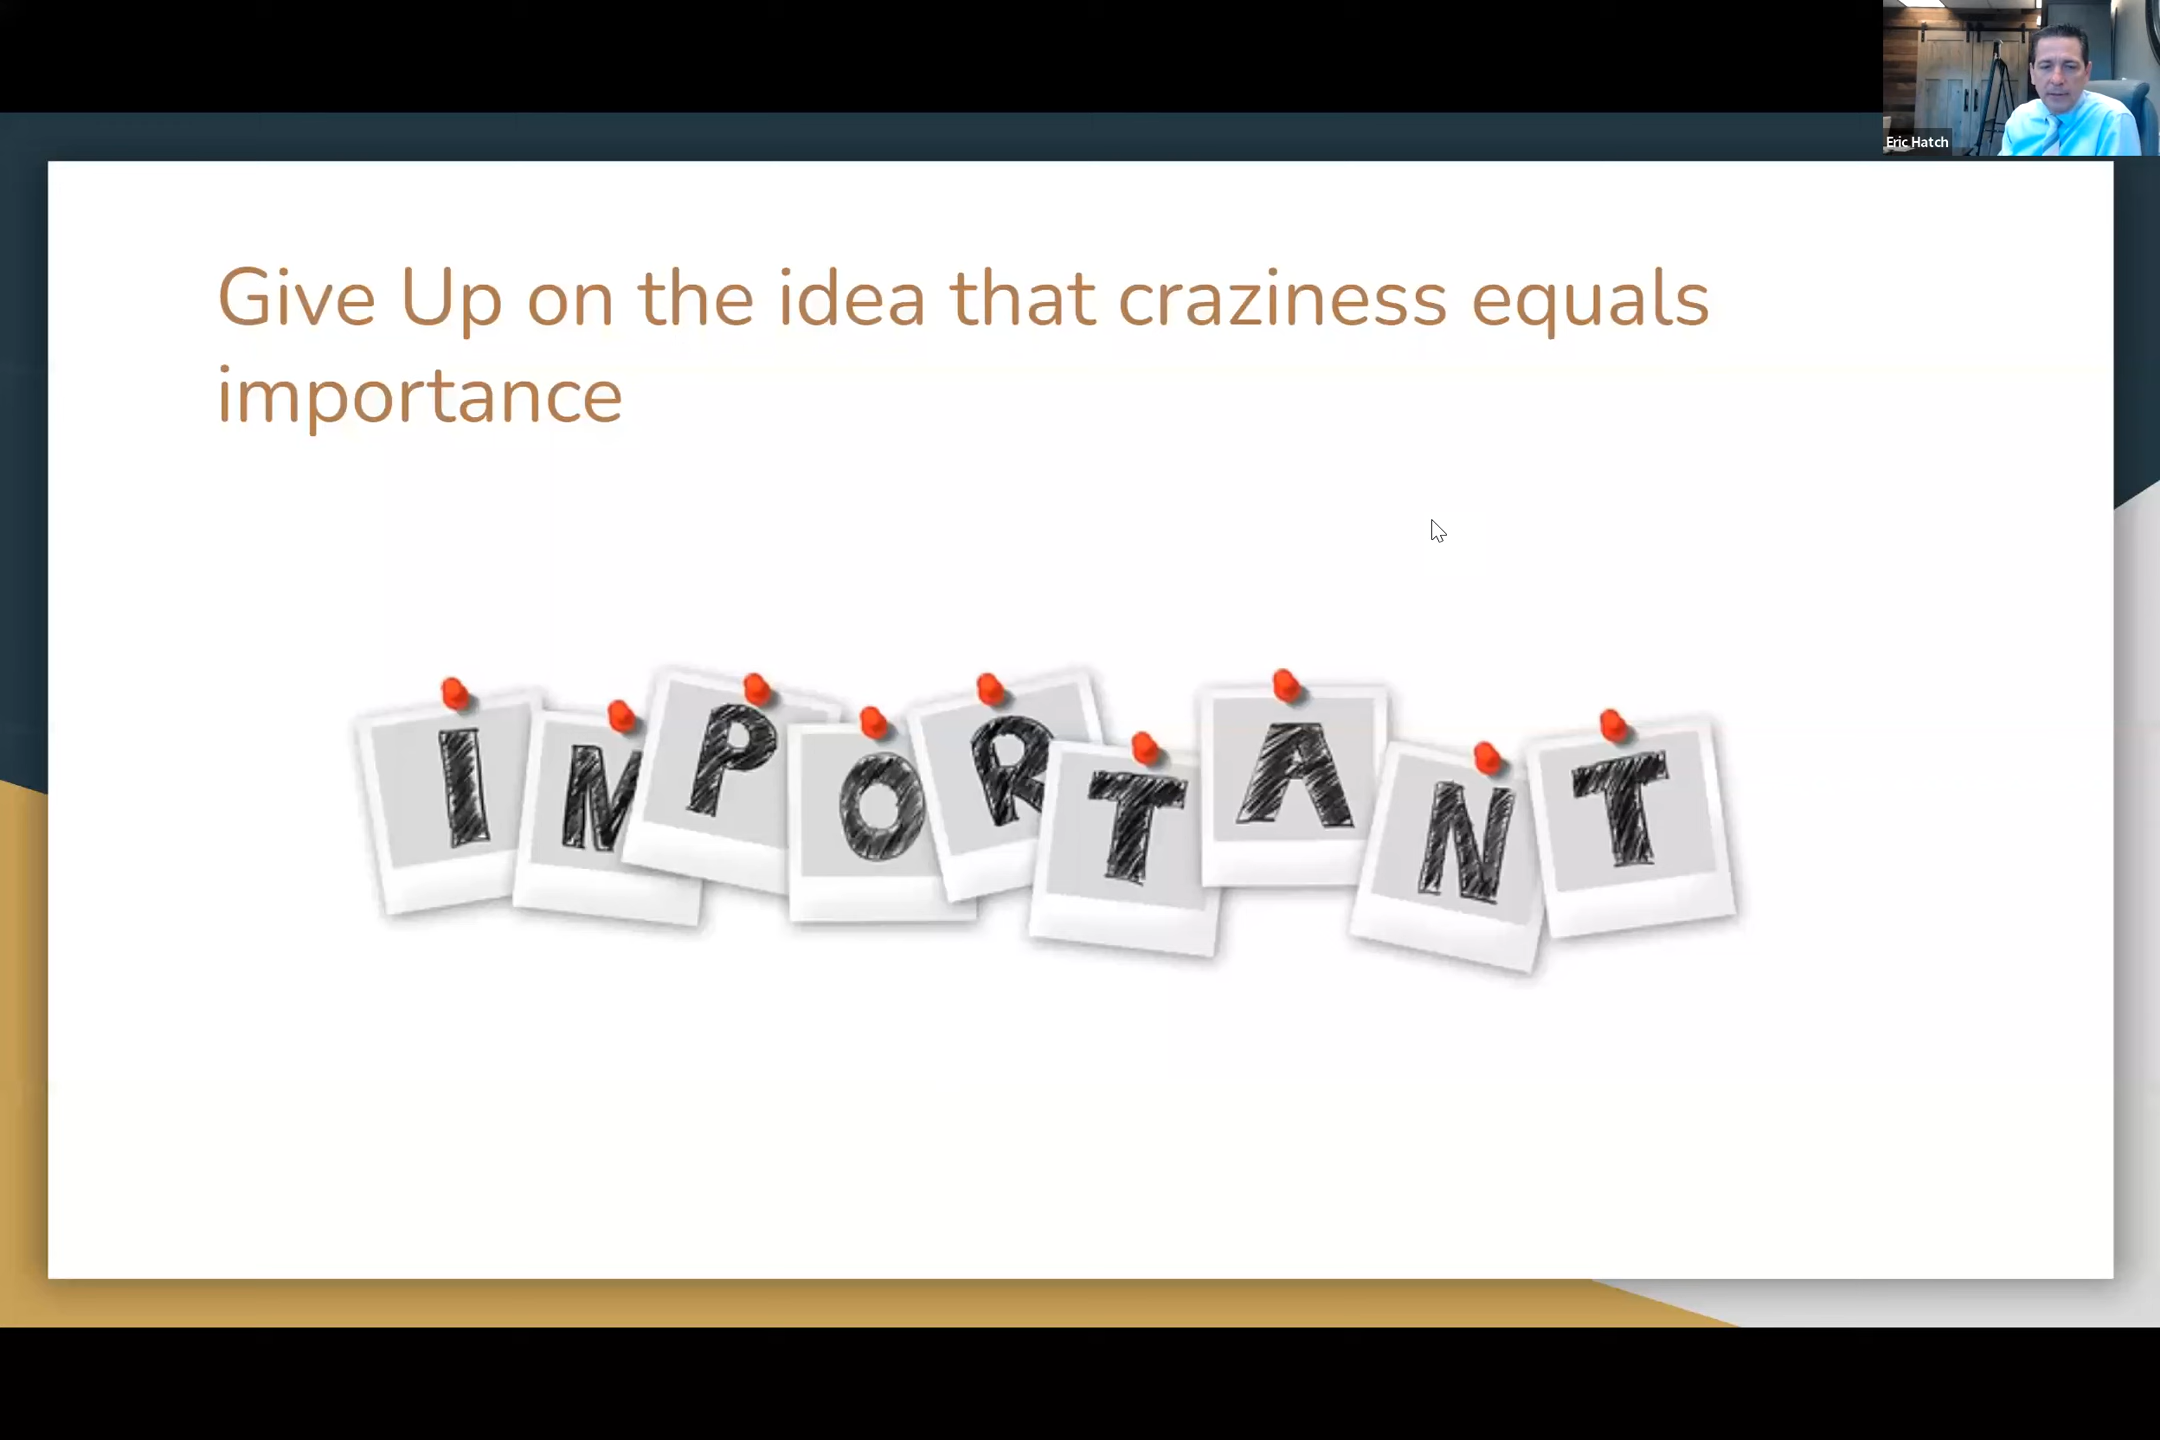 Eric Hatch
Give Up on the idea that craziness equals
importance
IMPORTANT